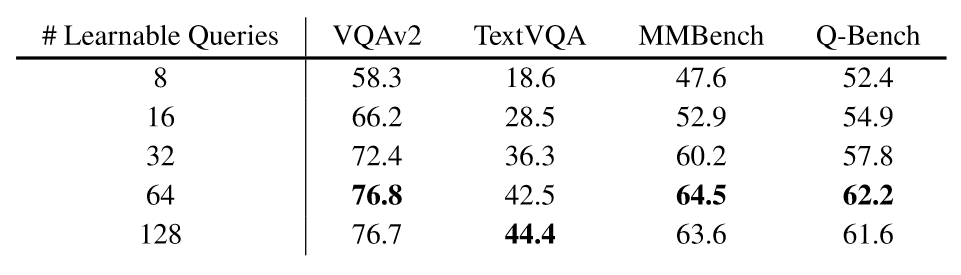 # Learnable Queries VQAv2 TextVQA MMBench Q-Bench
8 58.3 18.6 47.6 52.4
16 66.2 28.5 52.9 54.9
32 72.4 36.3 60.2 57.8
64 76.8 42.5 64.5 62.2
128 76.7 44.4 63.6 61.6